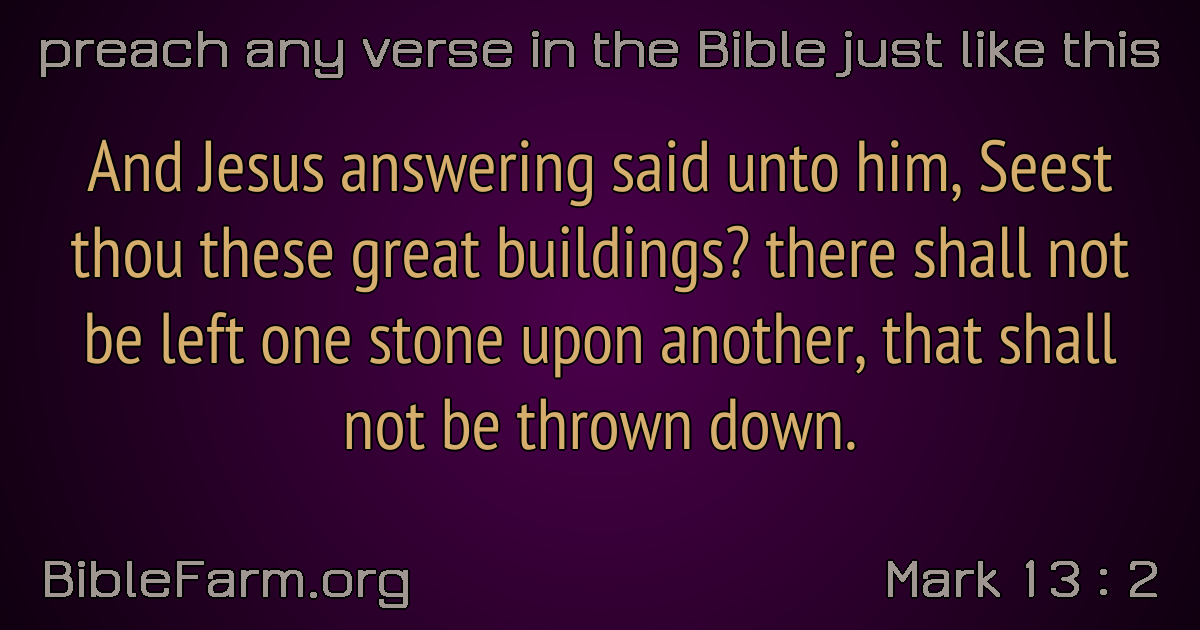 preach any verse in the Bible just like this
And Jesus answering said unto him, Seest
thou these great buildings? there shall not
be left one stone upon another, that shall
not be thrown down.
BibleFarm.org
Mark 13 : 2